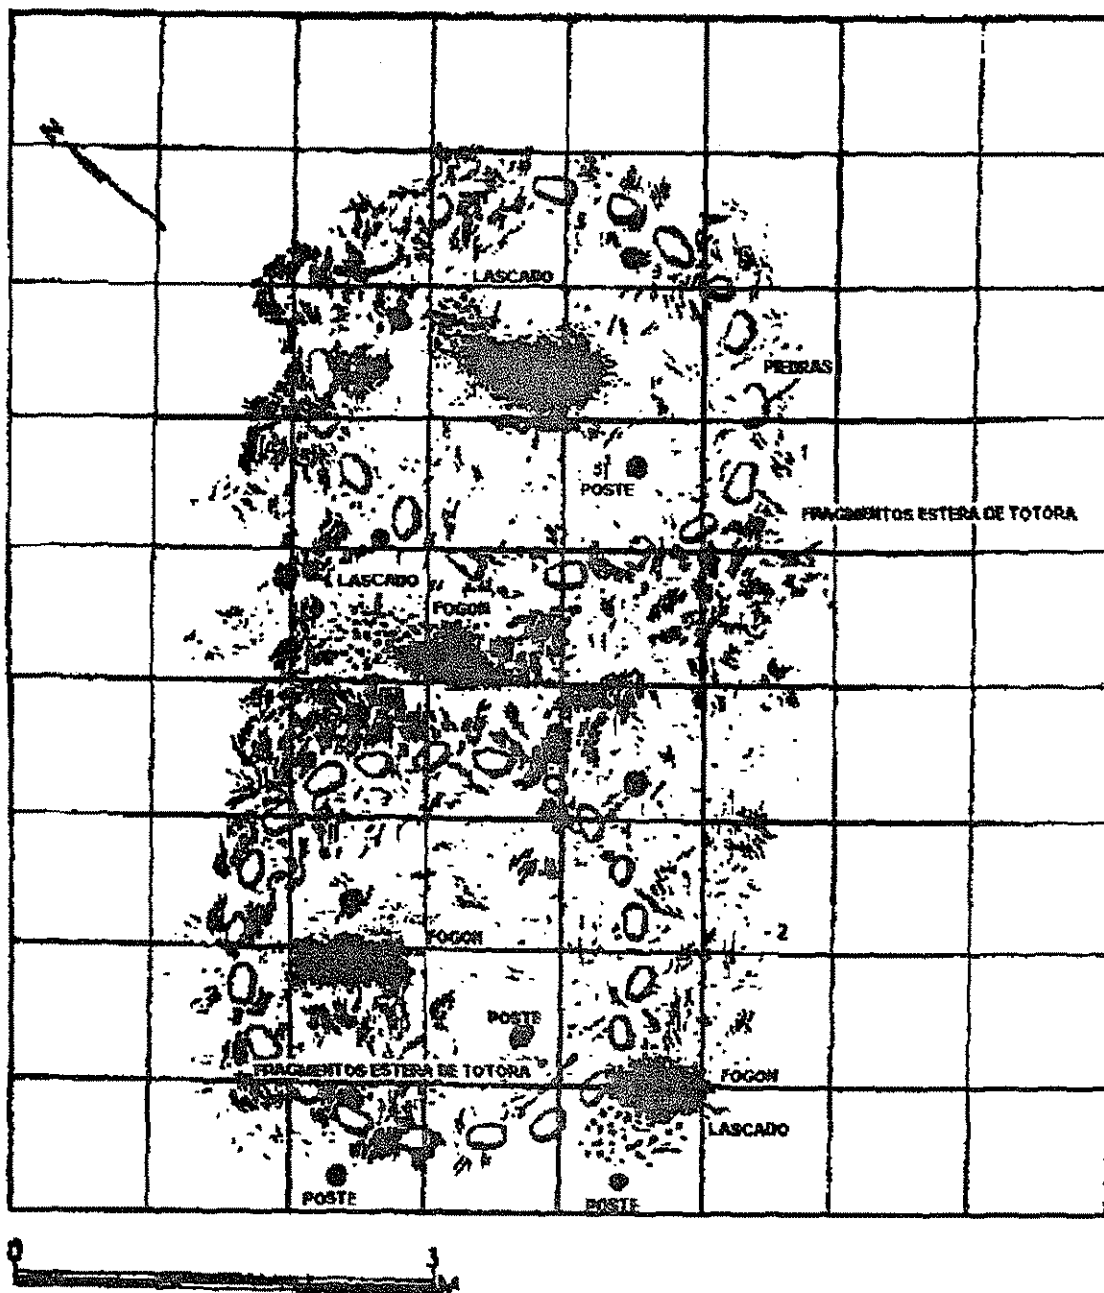 N
LASCADO
PIEDRAS
1
POSTE
FRAGMENTOS ESTERA DE TOTORA
LASCADO
FOGON
FOGON
2
POSTE
FRAGMENTOS ESTERA DE TOTORA
FOGON
LASCADO
POSTE
POSTE
0 3
M